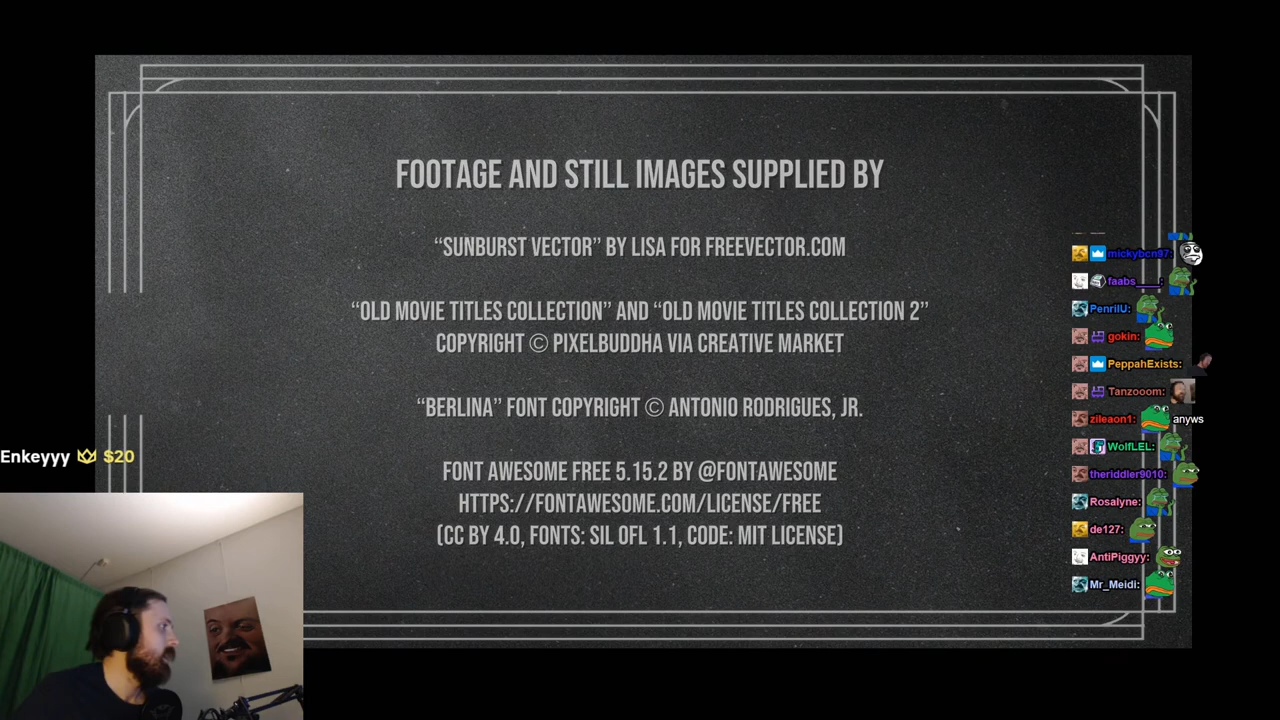 FOOTAGE AND STILL IMAGES SUPPLIED BY
“SUNBURST VECTOR” BY LISA FOR FREEVECTOR.COM
“OLD MOVIE TITLES COLLECTION” AND “OLD MOVIE TITLES COLLECTION 2”
COPYRIGHT © PIXELBUDDHA VIA CREATIVE MARKET
“BERLINA” FONT COPYRIGHT © ANTONIO RODRIGUES, JR.
FONT AWESOME FREE 5.15.2 BY @FONTAWESOME
HTTPS://FONTAWESOME.COM/LICENSE/FREE
(CC BY 4.0, FONTS: SIL OFL 1.1, CODE: MIT LICENSE)
Enkeyyy $20
mickybcn97:
faabs____:
PenrilU:
gokin:
PeppahExists:
Tanzooom:
zileaon1: anyws
WolfLEL:
theriddler9010:
Rosalyne:
de127:
AntiPiggyy:
Mr_Meidi: